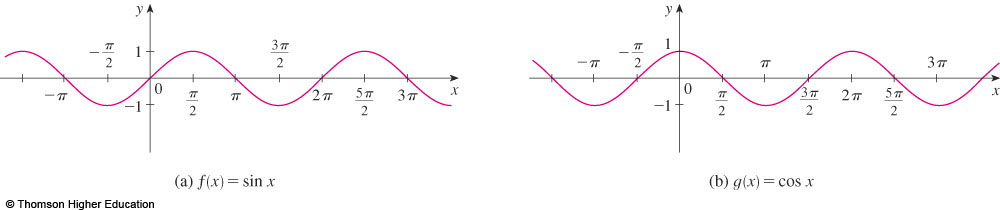 y
y
-π/2
1
3π/2
-π
-π/2
1
π
3π
0
x
0
x
-π
-1
π/2
π
2π
5π/2
3π
-1
π/2
3π/2
2π
5π/2
(a) f(x) = sin x
(b) g(x) = cos x
© Thomson Higher Education